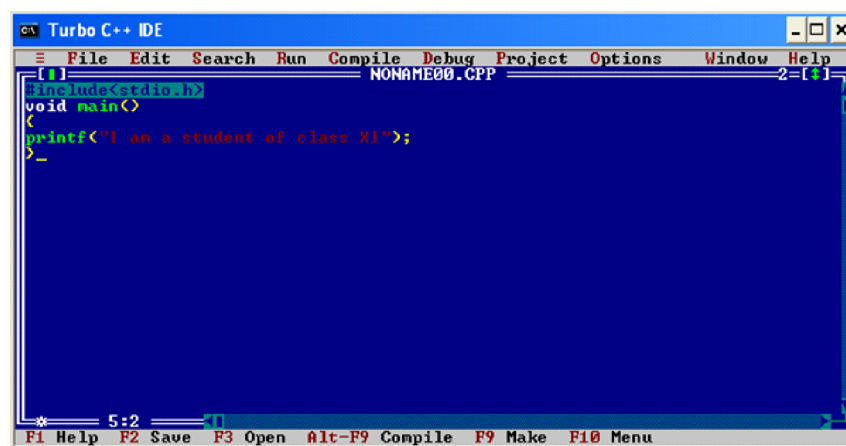 Turbo C++ IDE
≡ File Edit Search Run Compile Debug Project Options Window Help
[■] NONAME00.CPP 2=[↕]
#include<stdio.h>
void main()
{
printf("I am a student of class XI");
}_
5:2
F1 Help F2 Save F3 Open Alt-F9 Compile F9 Make F10 Menu